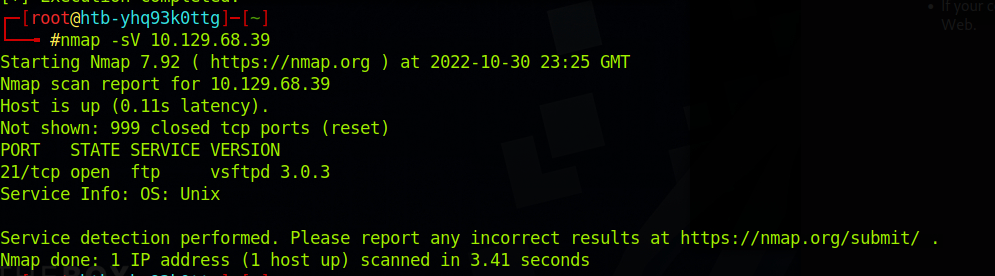 [root@htb-yhq93k0ttg]─[~]
#nmap -sV 10.129.68.39
Starting Nmap 7.92 ( https://nmap.org ) at 2022-10-30 23:25 GMT
Nmap scan report for 10.129.68.39
Host is up (0.11s latency).
Not shown: 999 closed tcp ports (reset)
PORT   STATE SERVICE VERSION
21/tcp open  ftp     vsftpd 3.0.3
Service Info: OS: Unix
Service detection performed. Please report any incorrect results at https://nmap.org/submit/ .
Nmap done: 1 IP address (1 host up) scanned in 3.41 seconds
If your c
Web.